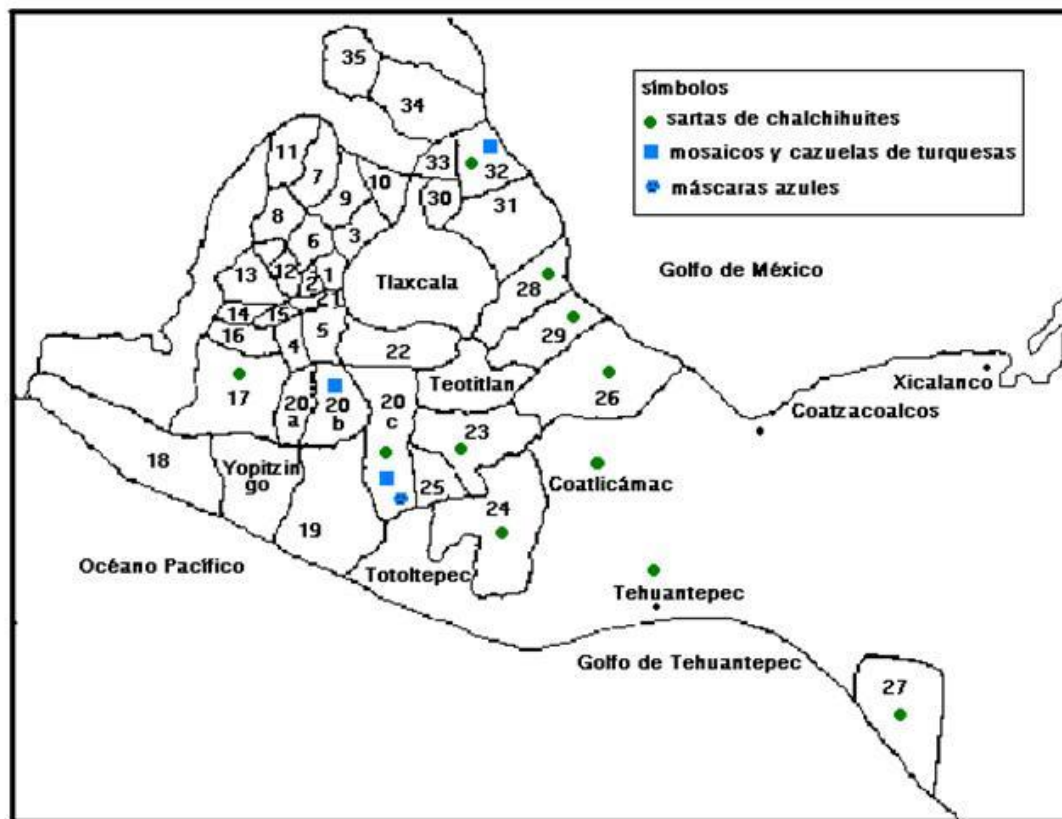 35
34
símbolos
sartas de chalchihuites
mosaicos y cazuelas de turquesas
máscaras azules
11
7
33
32
10
30
9
31
8
3
6
Golfo de México
Tlaxcala
12
1
13
2
28
21
14
15
29
5
16
4
22
Teotitlan
Xicalanco
17
26
20
a
20
b
20
c
Coatzacoalcos
23
18
Yopitzin
go
25
Coatlicámac
24
19
Océano Pacífico
Totoltepec
Tehuantepec
Golfo de Tehuantepec
27